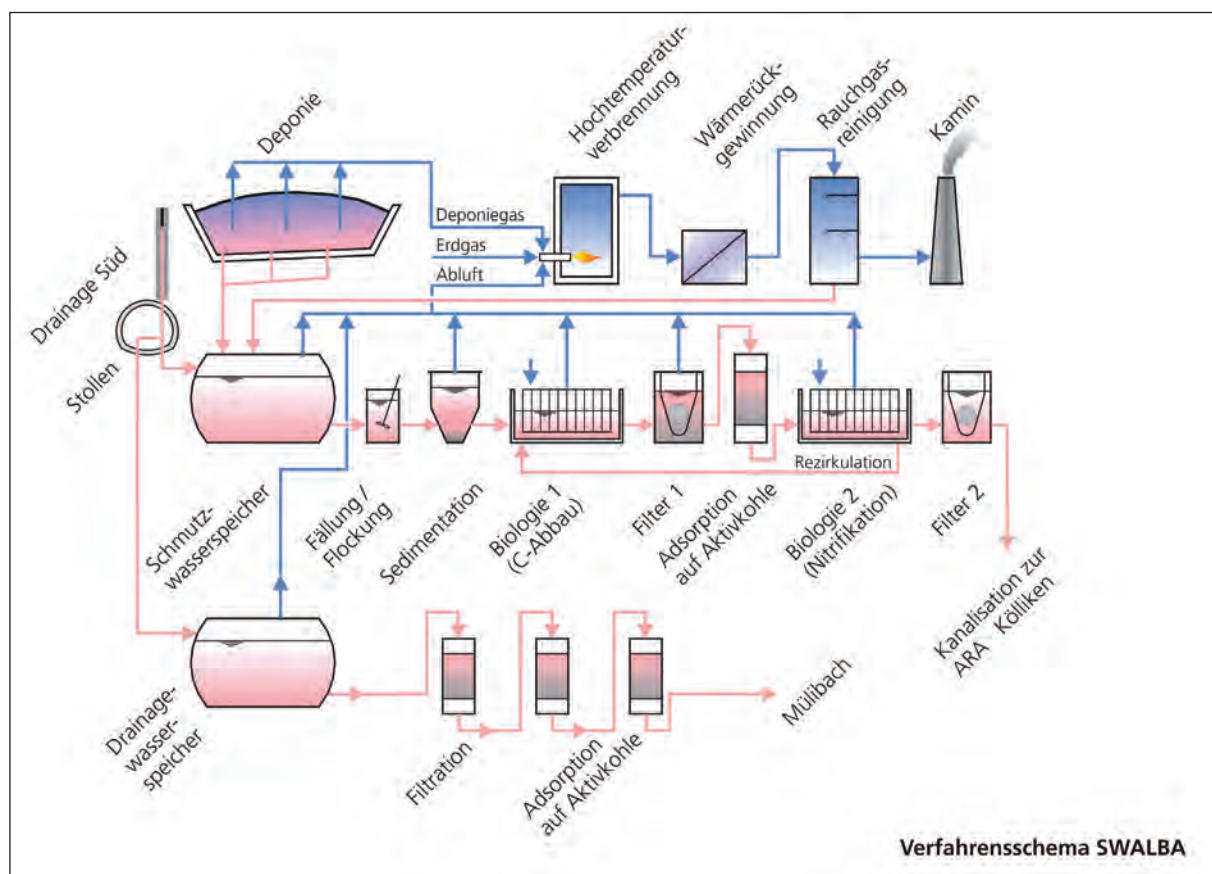 Deponie
Hochtemperatur-
verbrennung
Wärmerück-
gewinnung
Rauchgas-
reinigung
Kamin
Deponiegas
Erdgas
Abluft
Drainage Süd
Stollen
Schmutz-
wasserspeicher
Fällung /
Flockung
Sedimentation
Biologie 1
(C-Abbau)
Filter 1
Adsorption
auf Aktivkohle
Rezirkulation
Biologie 2
(Nitrifikation)
Filter 2
Kanalisation zur
ARA Kölliken
Drainage-
wasser-
speicher
Filtration
Adsorption
auf Aktivkohle
Mülibach
Verfahrensschema SWALBA